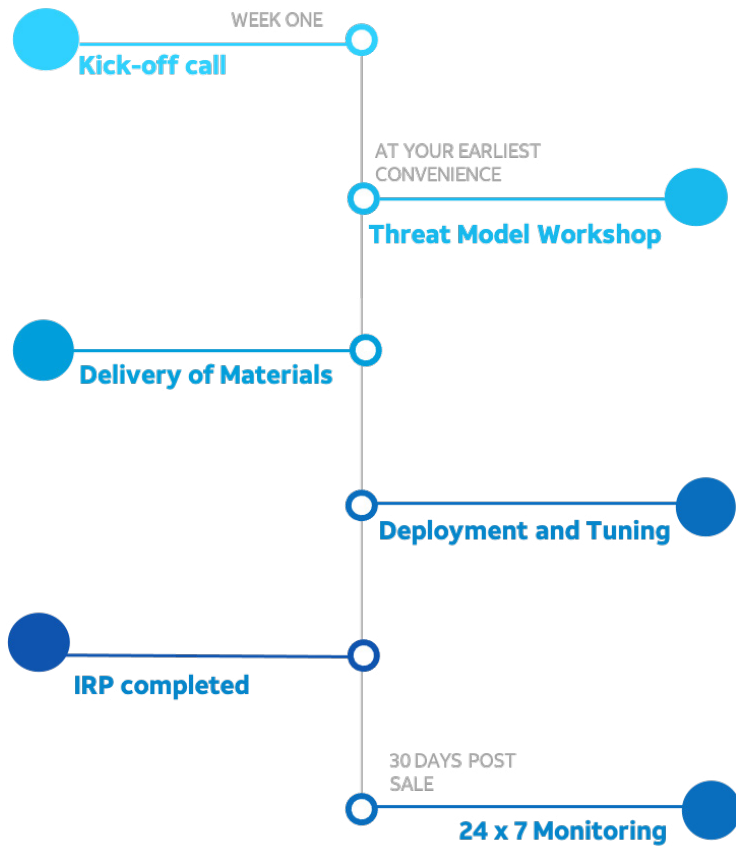 WEEK ONE
Kick-off call
AT YOUR EARLIEST
CONVENIENCE
Threat Model Workshop
Delivery of Materials
Deployment and Tuning
IRP completed
30 DAYS POST
SALE
24 x 7 Monitoring